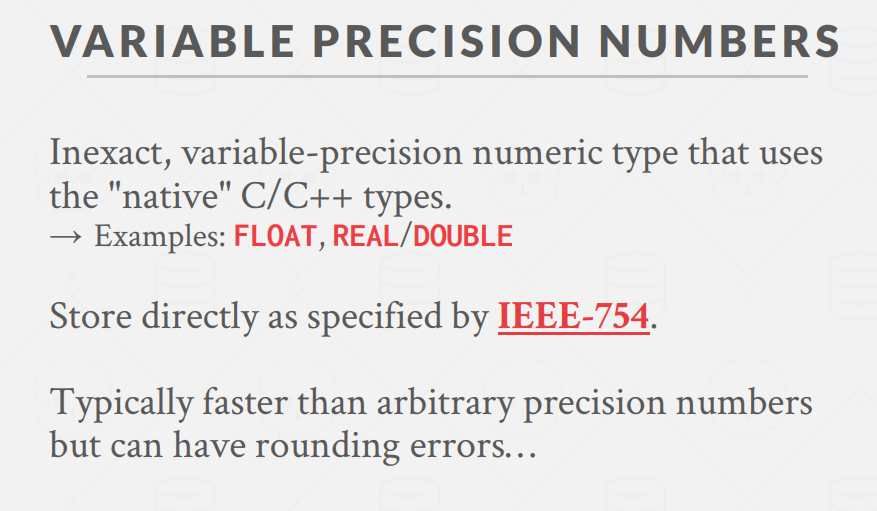 VARIABLE PRECISION NUMBERS
Inexact, variable-precision numeric type that uses
the "native" C/C++ types.
→ Examples: FLOAT, REAL/DOUBLE
Store directly as specified by IEEE-754.
Typically faster than arbitrary precision numbers
but can have rounding errors…